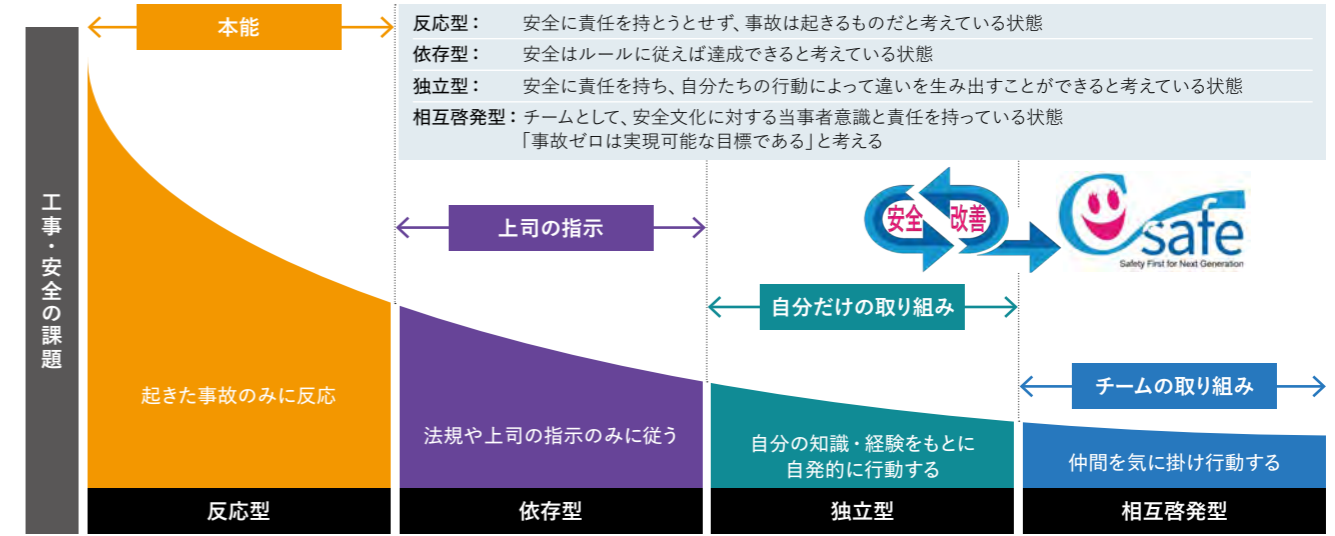 本能
反応型： 安全に責任を持とうとせず、事故は起きるものだと考えている状態
依存型： 安全はルールに従えば達成できると考えている状態
独立型： 安全に責任を持ち、自分たちの行動によって違いを生み出すことができると考えている状態
相互啓発型： チームとして、安全文化に対する当事者意識と責任を持っている状態
「事故ゼロは実現可能な目標である」と考える
工事・安全の課題
上司の指示
安全 改善
safe
Safety First for Next Generation
自分だけの取り組み
チームの取り組み
起きた事故のみに反応
法規や上司の指示のみに従う
自分の知識・経験をもとに
自発的に行動する
仲間を気に掛け行動する
反応型
依存型
独立型
相互啓発型